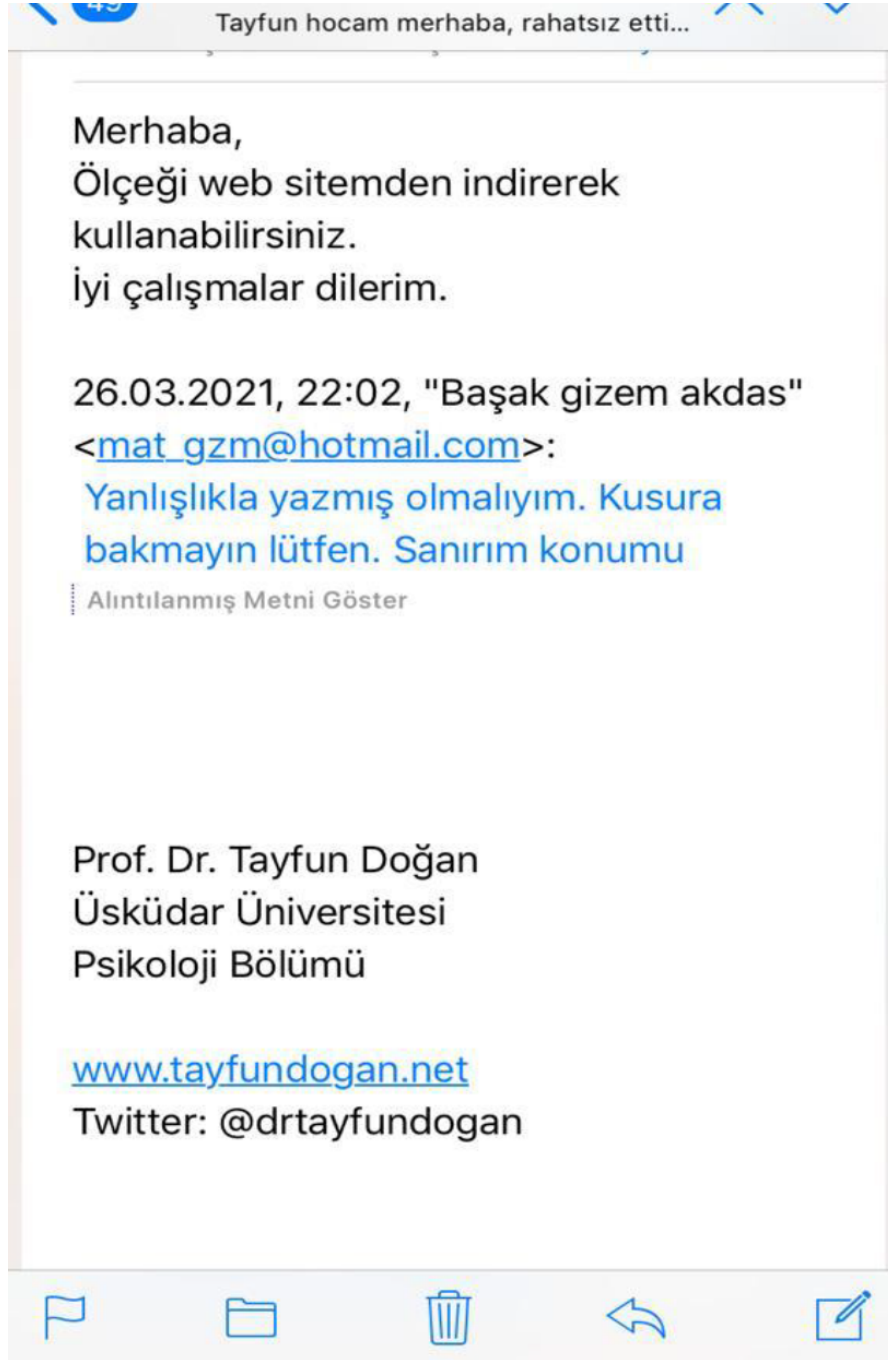 49
Tayfun hocam merhaba, rahatsız etti...
Merhaba,
Ölçeği web sitemden indirerek
kullanabilirsiniz.
İyi çalışmalar dilerim.
26.03.2021, 22:02, "Başak gizem akdas"
<mat_gzm@hotmail.com>:
Yanlışlıkla yazmış olmalıyım. Kusura
bakmayın lütfen. Sanırım konumu
Alıntılanmış Metni Göster
Prof. Dr. Tayfun Doğan
Üsküdar Üniversitesi
Psikoloji Bölümü
www.tayfundogan.net
Twitter: @drtayfundogan